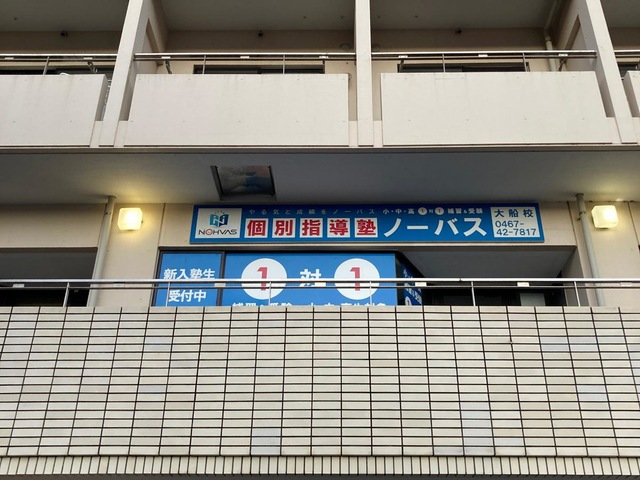 やる気と成績をノーバス 小・中・高 1対1 補習&受験
NOHVAS
個別指導塾ノーバス
大船校
0467-
42-7817
新入塾生
受付中
1対1